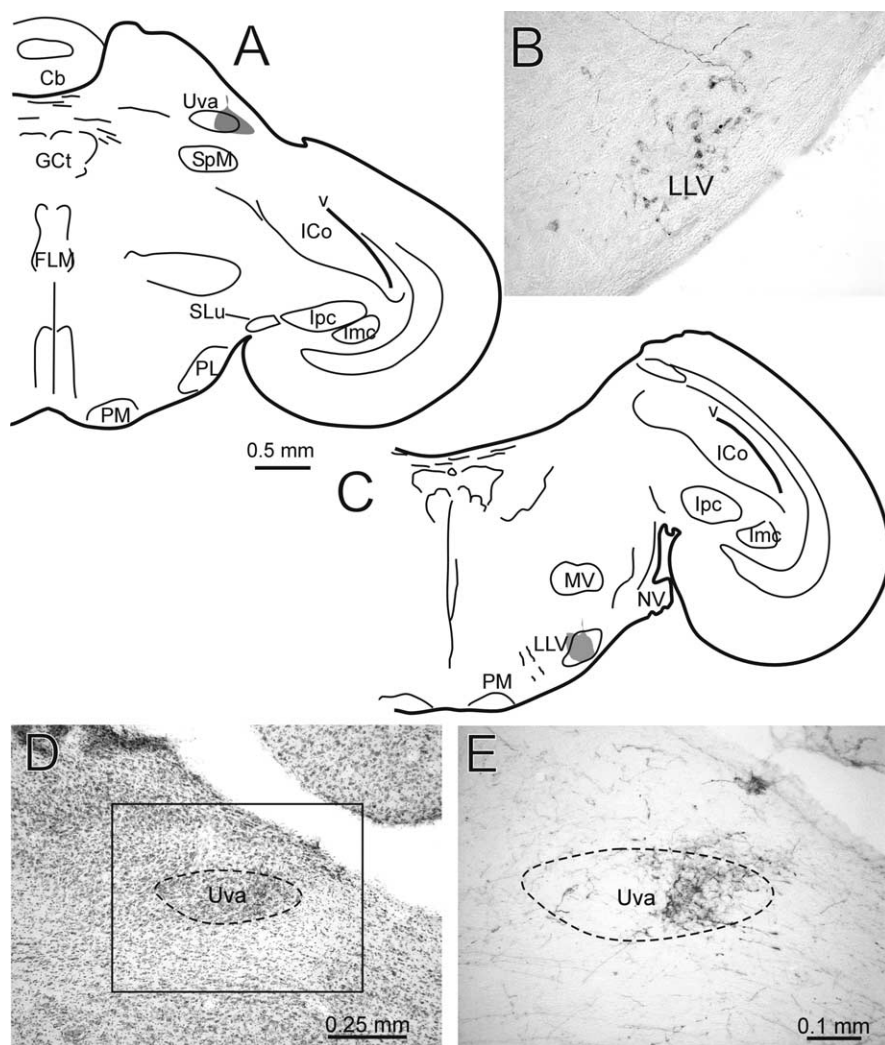 A
Cb
Uva
GCt
SpM
v
ICo
FLM
SLu
Ipc
Imc
PL
PM
0.5 mm
B
LLV
C
v
ICo
Ipc
Imc
MV
NV
LLV
PM
D
Uva
0.25 mm
E
Uva
0.1 mm